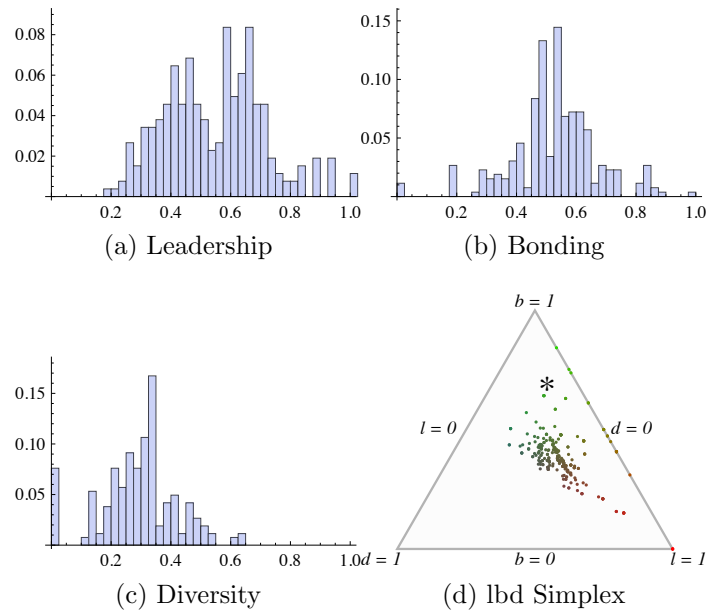 0.08
0.06
0.04
0.02
0.2 0.4 0.6 0.8 1.0
(a) Leadership
0.15
0.10
0.05
0.2 0.4 0.6 0.8 1.0
(b) Bonding
0.15
0.10
0.05
0.2 0.4 0.6 0.8 1.0
(c) Diversity
b = 1
*
l = 0
d = 0
d = 1
b = 0
l = 1
(d) lbd Simplex